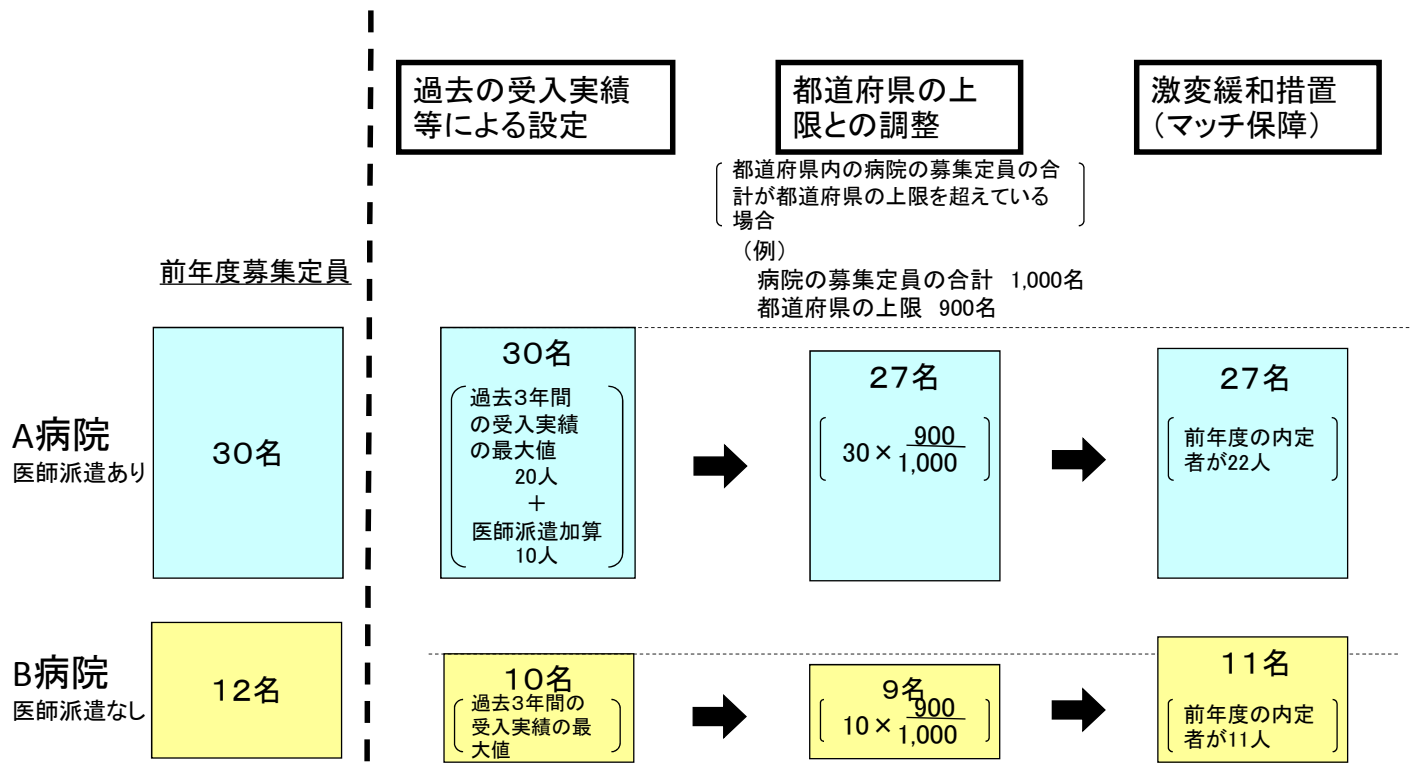 過去の受入実績
等による設定
都道府県の上
限との調整
激変緩和措置
（マッチ保障）
都道府県内の病院の募集定員の合
計が都道府県の上限を超えている
場合
（例）
病院の募集定員の合計 1,000名
都道府県の上限 900名
前年度募集定員
A病院
医師派遣あり
30名
30名
過去3年間
の受入実績
の最大値
20人
＋
医師派遣加算
10人
27名
30×900/1,000
27名
前年度の内定
者が22人
B病院
医師派遣なし
12名
10名
過去3年間の
受入実績の最
大値
9名
10×900/1,000
11名
前年度の内定
者が11人